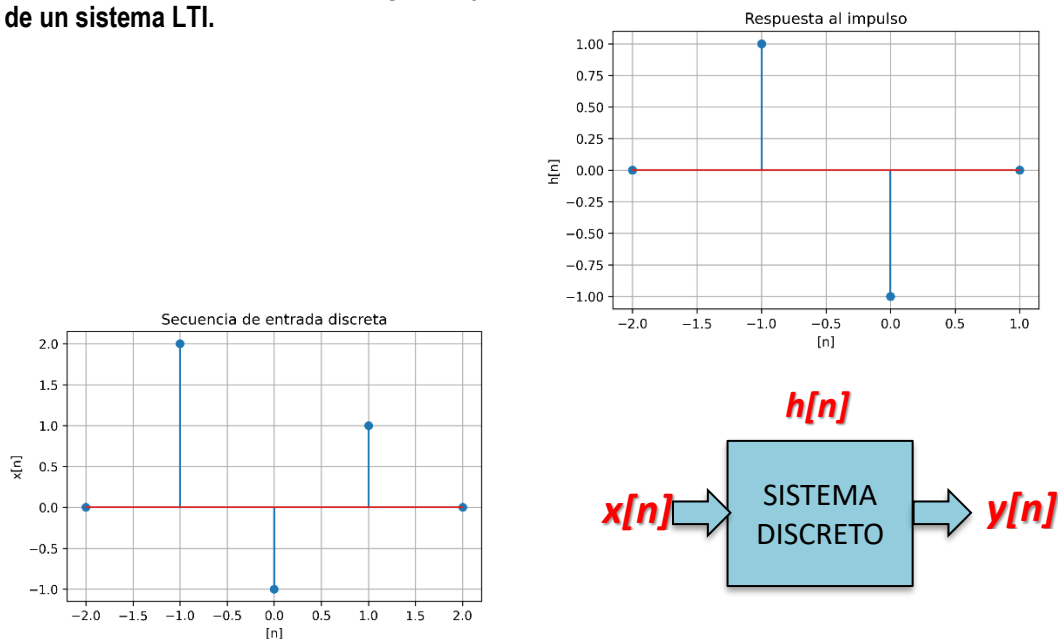 de un sistema LTI.
Respuesta al impulso
1.00
0.75
0.50
0.25
0.00
−0.25
−0.50
−0.75
−1.00
h[n]
−2.0 −1.5 −1.0 −0.5 0.0 0.5 1.0
[n]
Secuencia de entrada discreta
2.0
1.5
1.0
0.5
0.0
−0.5
−1.0
x[n]
−2.0 −1.5 −1.0 −0.5 0.0 0.5 1.0 1.5 2.0
[n]
h[n]
x[n]
SISTEMA
DISCRETO
y[n]